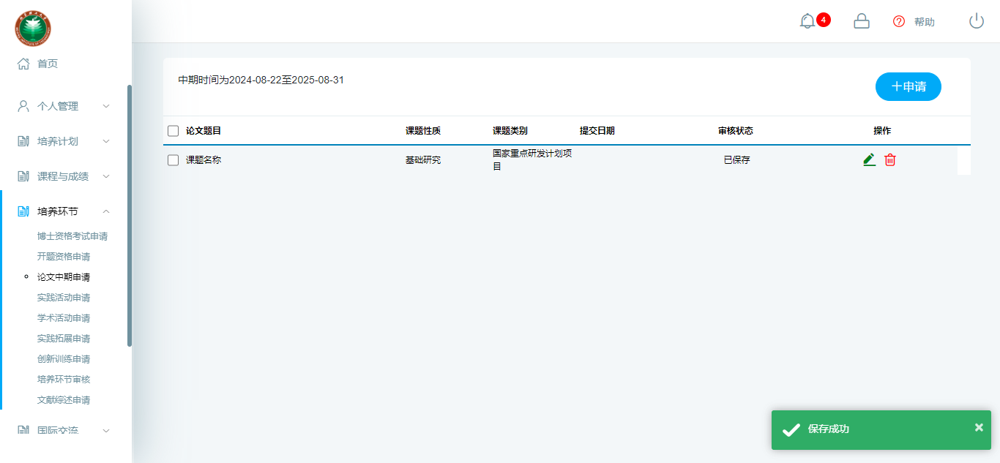 4
帮助
首页
个人管理
培养计划
课程与成绩
培养环节
博士资格考试申请
开题资格申请
论文中期申请
实践活动申请
学术活动申请
实践拓展申请
创新训练申请
培养环节审核
文献综述申请
国际交流
中期时间为2024-08-22至2025-08-31
十申请
论文题目 课题性质 课题类别 提交日期 审核状态 操作
课题名称 基础研究 国家重点研发计划项目 已保存
保存成功